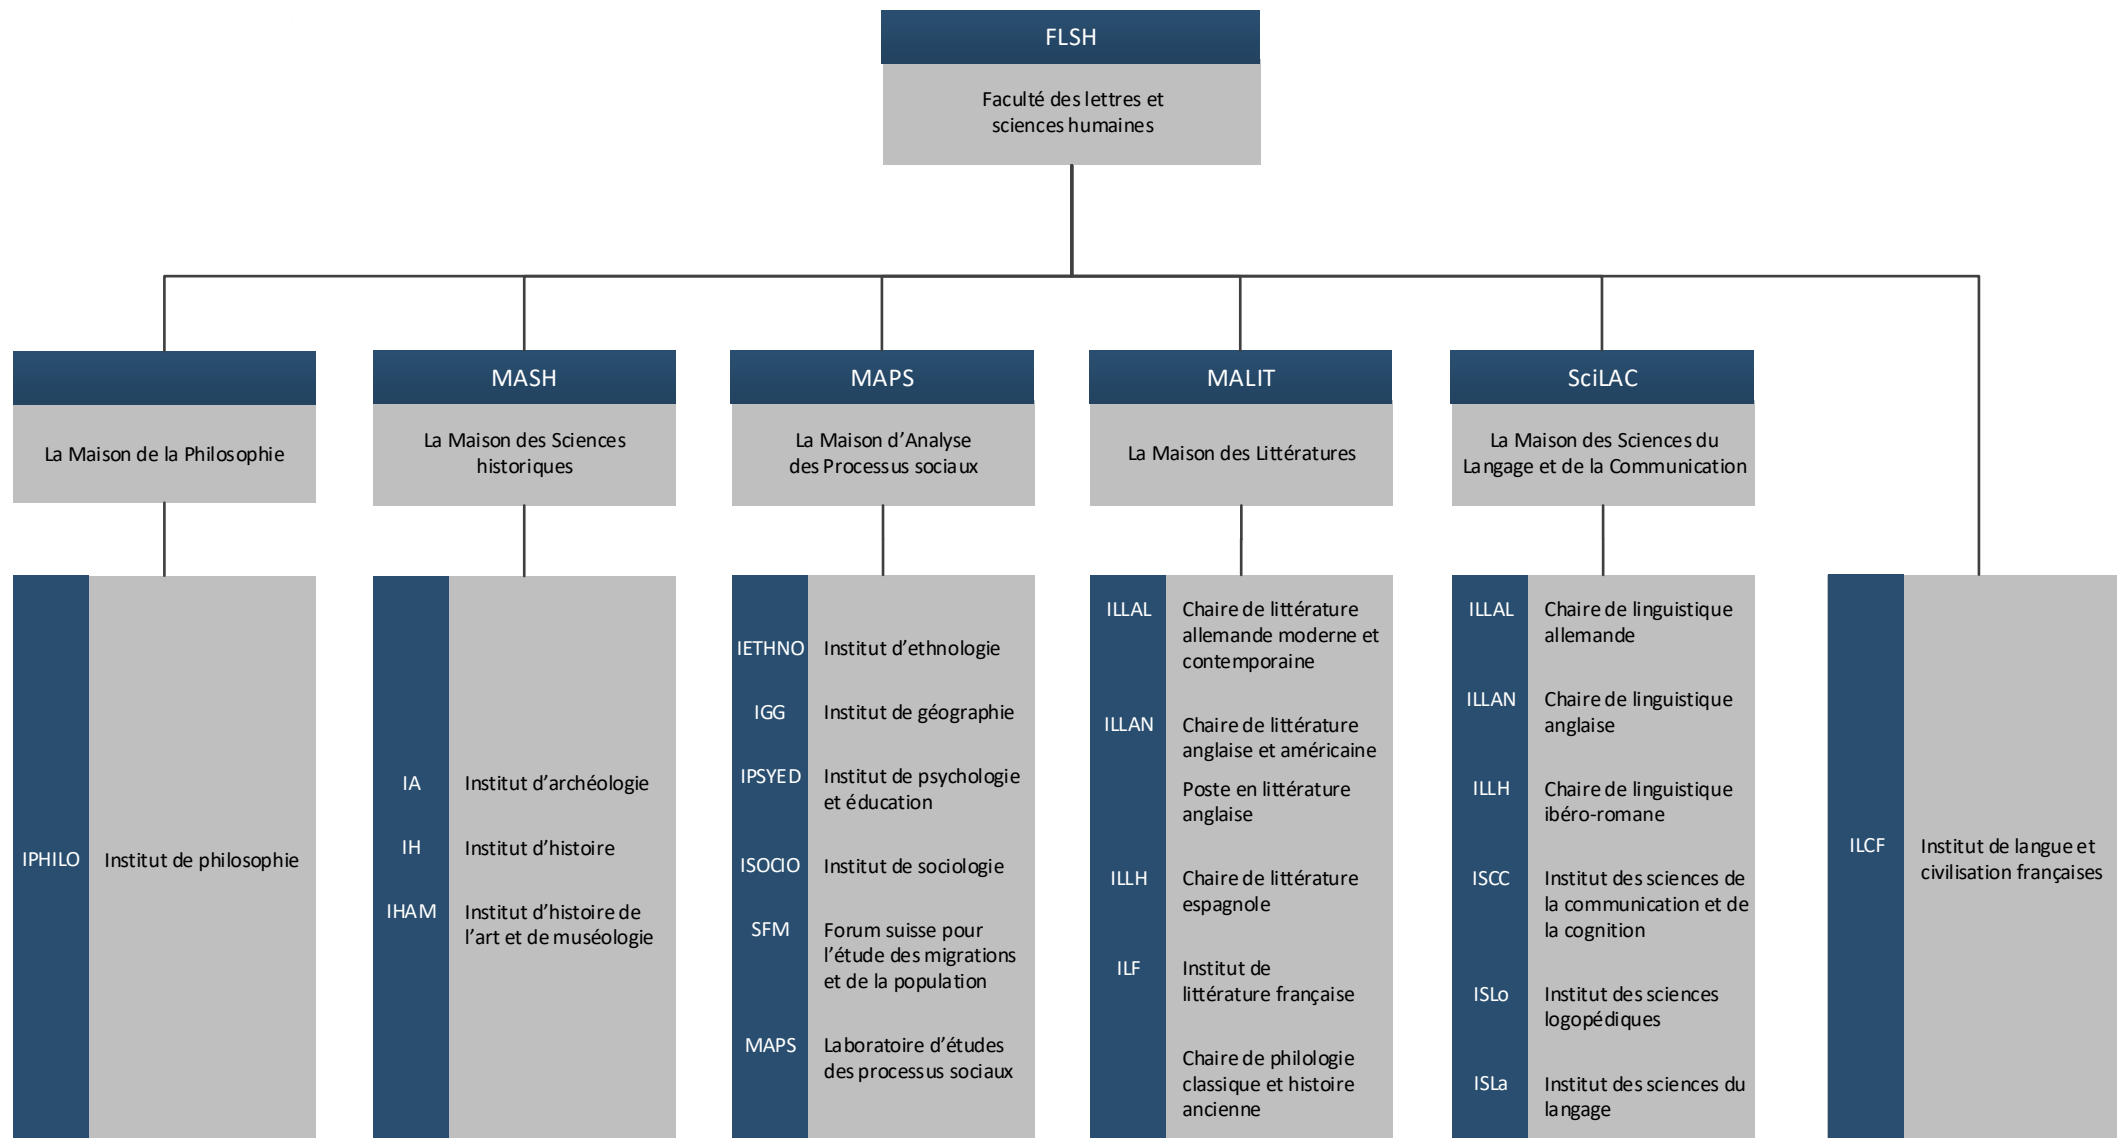 FLSH
Faculté des lettres et
sciences humaines
La Maison de la Philosophie
MASH
La Maison des Sciences
historiques
MAPS
La Maison d’Analyse
des Processus sociaux
MALIT
La Maison des Littératures
SciLAC
La Maison des Sciences du
Langage et de la Communication
IPHILO Institut de philosophie
IA Institut d’archéologie
IH Institut d’histoire
IHAM Institut d’histoire de
l’art et de muséologie
IETHNO Institut d’ethnologie
IGG Institut de géographie
IPSYED Institut de psychologie
et éducation
ISOCIO Institut de sociologie
SFM Forum suisse pour
l’étude des migrations
et de la population
MAPS Laboratoire d’études
des processus sociaux
ILLAL Chaire de littérature
allemande moderne et
contemporaine
ILLAN Chaire de littérature
anglaise et américaine
Poste en littérature
anglaise
ILLH Chaire de littérature
espagnole
ILF Institut de
littérature française
Chaire de philologie
classique et histoire
ancienne
ILLAL Chaire de linguistique
allemande
ILLAN Chaire de linguistique
anglaise
ILLH Chaire de linguistique
ibéro-romane
ISCC Institut des sciences de
la communication et de
la cognition
ISLo Institut des sciences
logopédiques
ISLa Institut des sciences du
langage
ILCF Institut de langue et
civilisation françaises